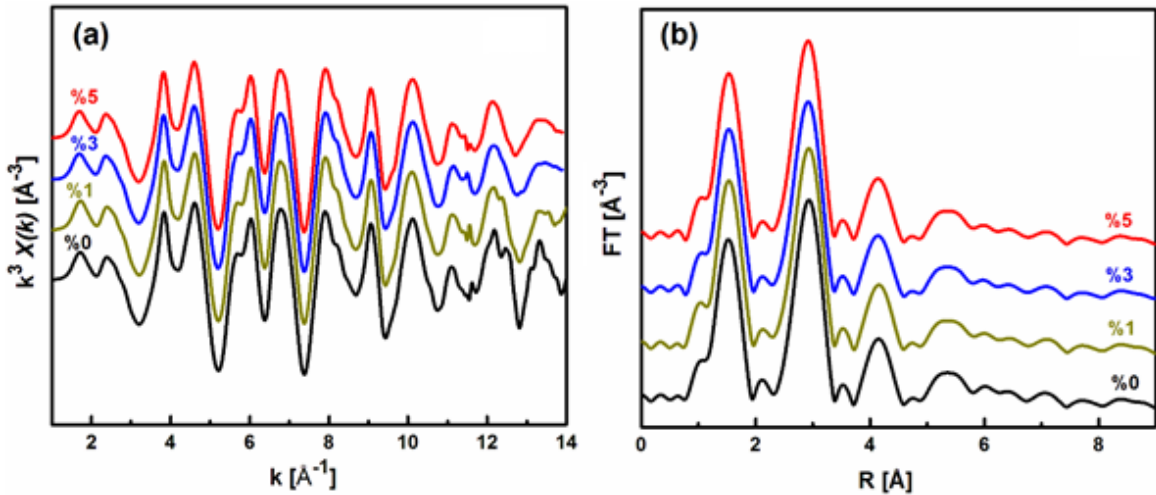 (a)
%5
%3
%1
%0
k³ X(k) [Å⁻³]
2 4 6 8 10 12 14
k [Å⁻¹]
(b)
%5
%3
%1
%0
FT [Å⁻³]
0 2 4 6 8
R [Å]